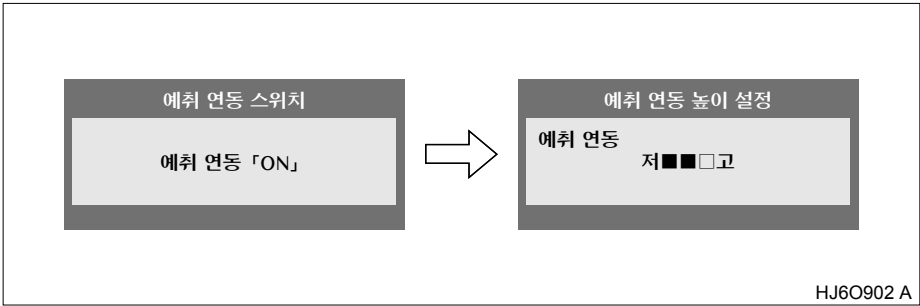 예취 연동 스위치
예취 연동「ON」
예취 연동 높이 설정
예취 연동
저■■□고
HJ6O902 A